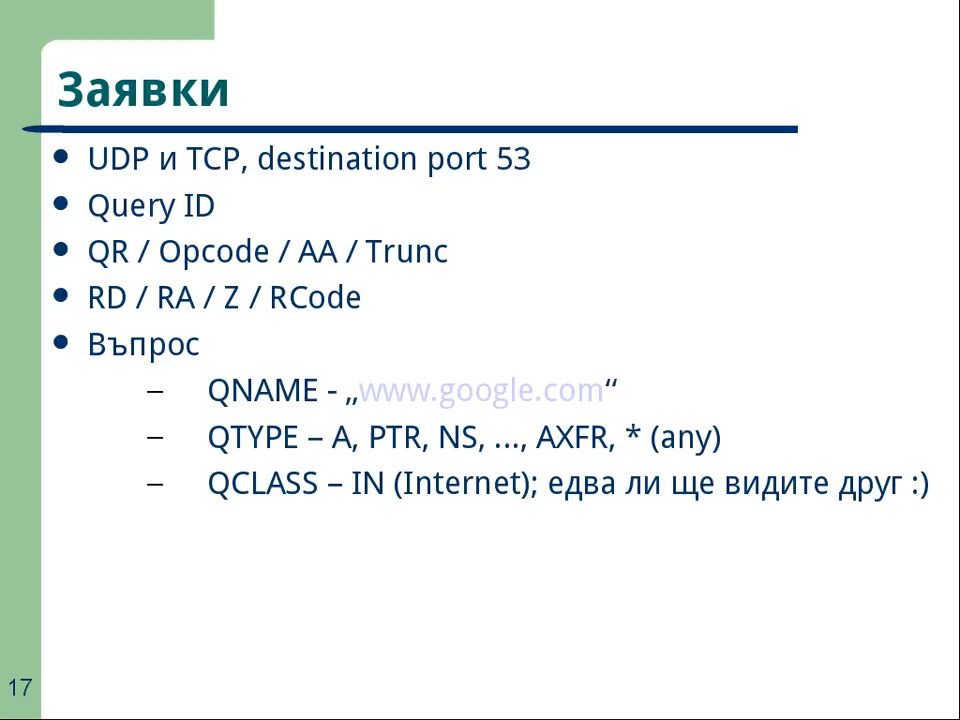 Заявки
UDP и TCP, destination port 53
Query ID
QR / Opcode / AA / Trunc
RD / RA / Z / RCode
Въпрос
– QNAME - „www.google.com“
– QTYPE – A, PTR, NS, ..., AXFR, * (any)
– QCLASS – IN (Internet); едва ли ще видите друг :)
17